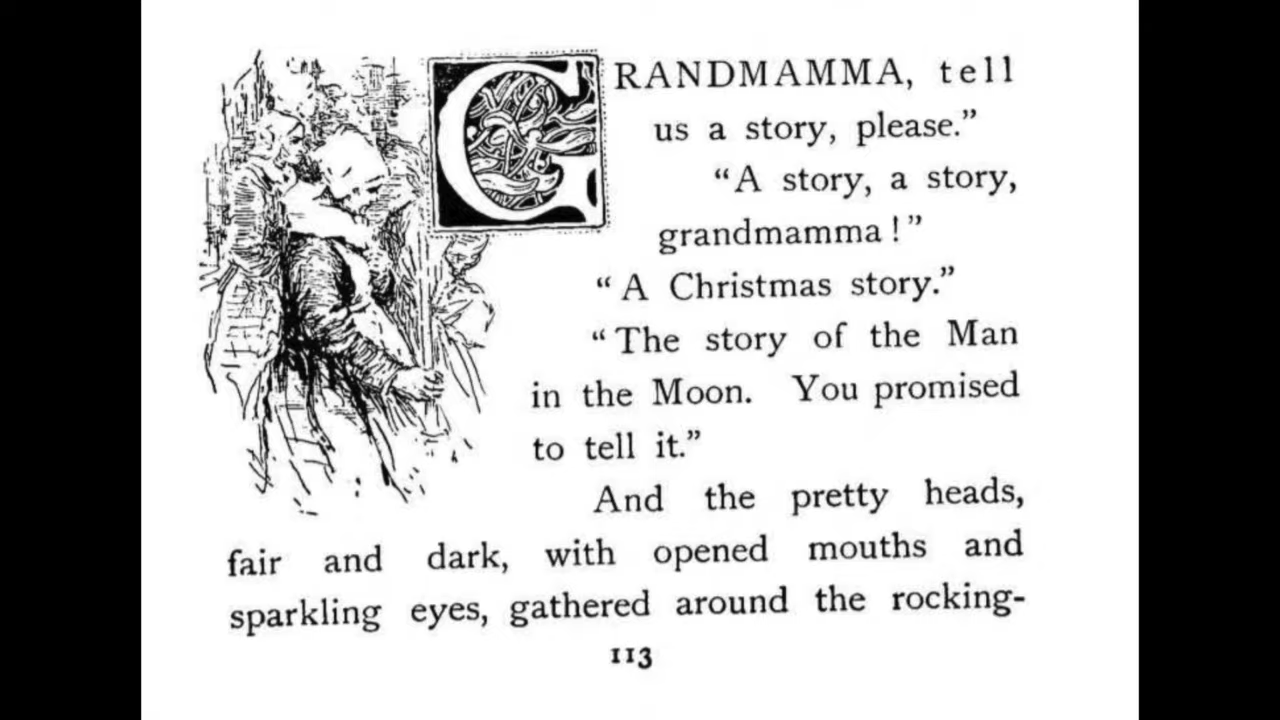 GRANDMAMMA, tell
us a story, please.”
“A story, a story,
grandmamma!”
“A Christmas story.”
“The story of the Man
in the Moon. You promised
to tell it.”
And the pretty heads,
fair and dark, with opened mouths and
sparkling eyes, gathered around the rocking-
113